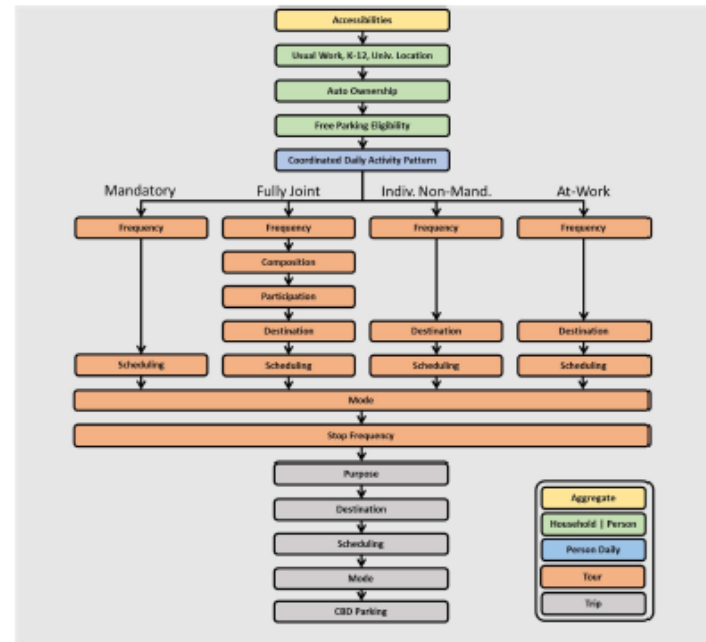 Accessibilities
Usual Work, K-12, Univ. Location
Auto Ownership
Free Parking Eligibility
Coordinated Daily Activity Pattern
Mandatory Fully Joint Indiv. Non-Mand. At-Work
Frequency Frequency Frequency Frequency
Composition
Participation
Destination Destination Destination
Scheduling Scheduling Scheduling Scheduling
Mode
Stop Frequency
Purpose
Destination
Scheduling
Mode
CBD Parking
Aggregate
Household | Person
Person Daily
Tour
Trip